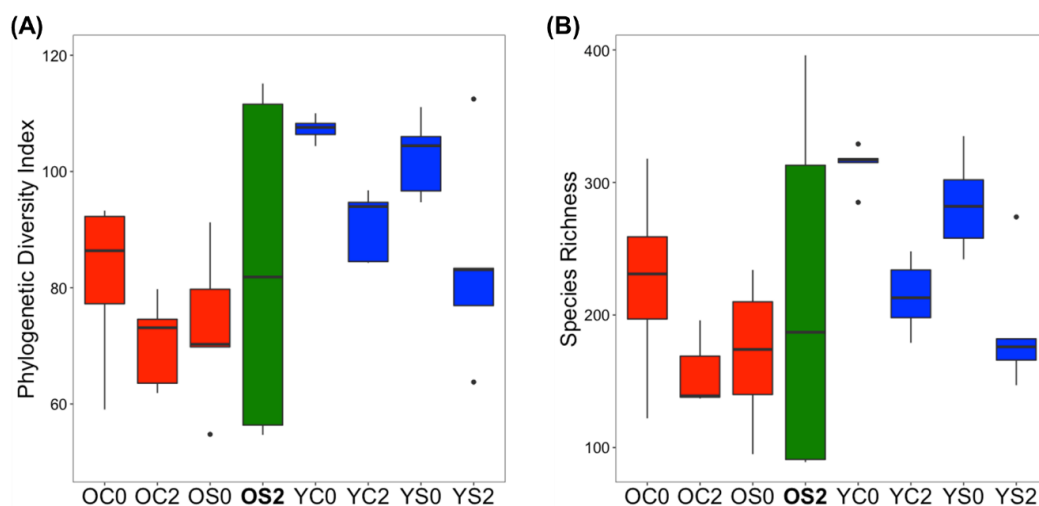 (A)
Phylogenetic Diversity Index
120
100
80
60
OC0 OC2 OS0 OS2 YC0 YC2 YS0 YS2
(B)
Species Richness
400
300
200
100
OC0 OC2 OS0 OS2 YC0 YC2 YS0 YS2